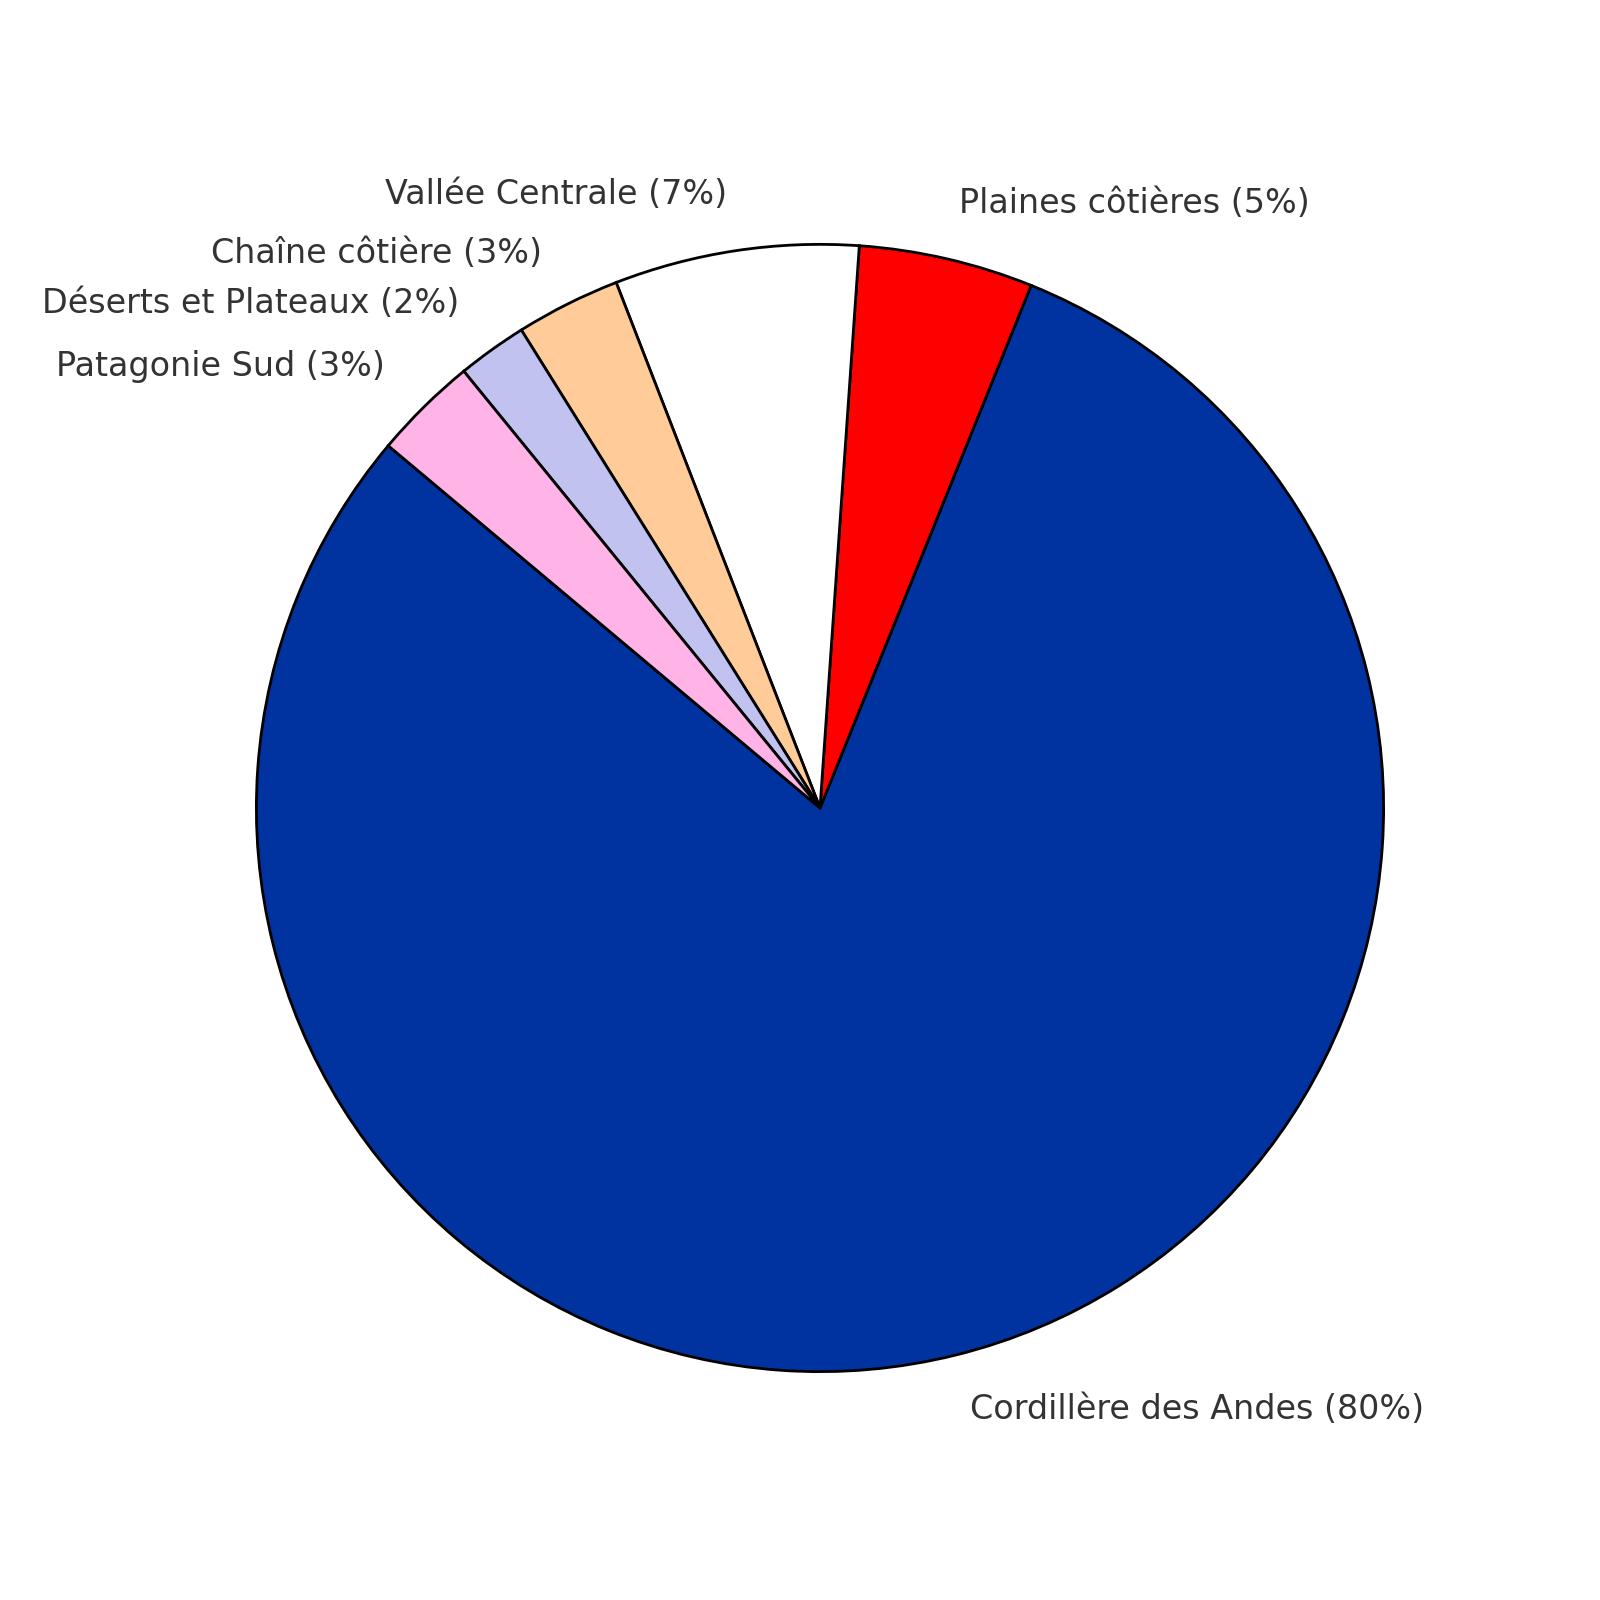 Vallée Centrale (7%)
Plaines côtières (5%)
Chaîne côtière (3%)
Déserts et Plateaux (2%)
Patagonie Sud (3%)
Cordillère des Andes (80%)